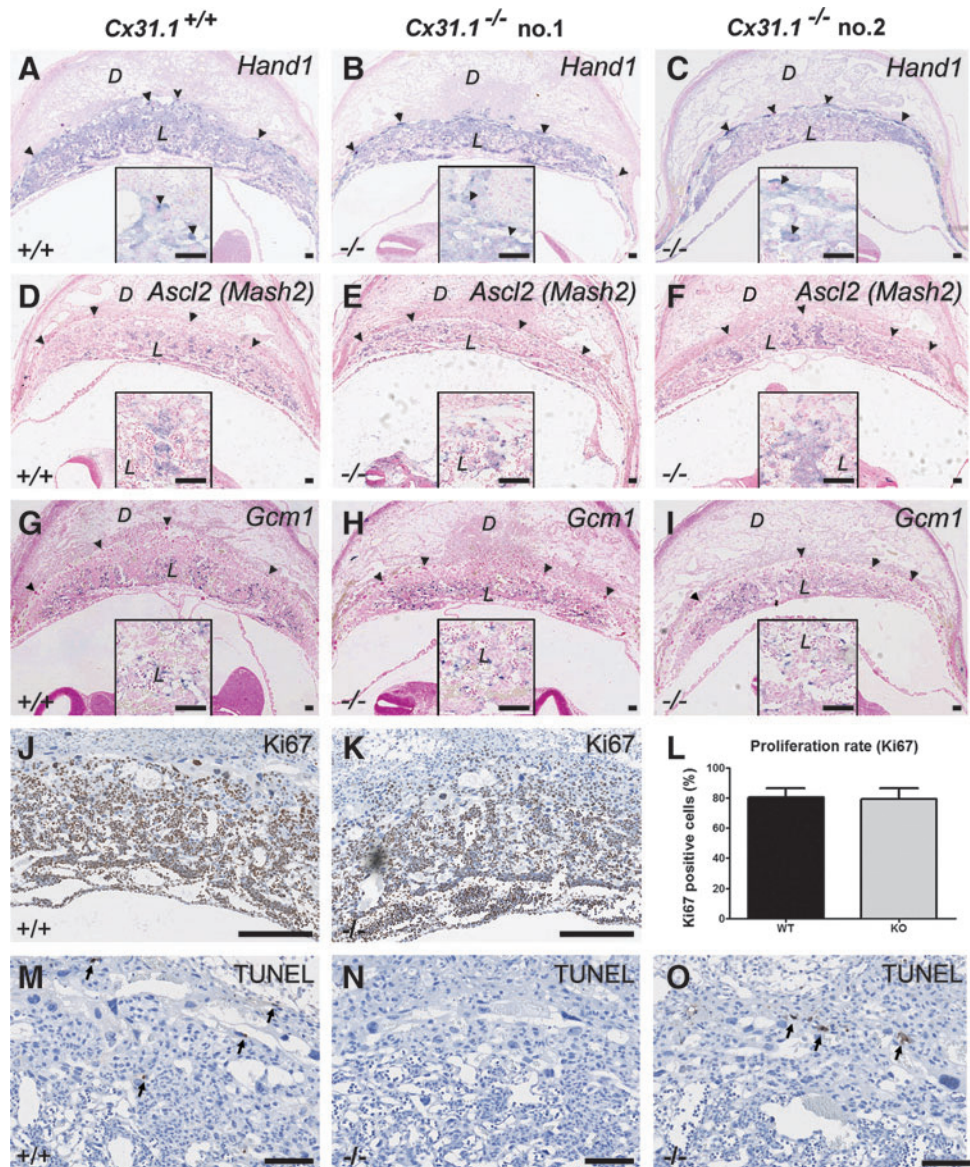 Cx31.1 +/+ Cx31.1 -/- no.1 Cx31.1 -/- no.2
A D Hand1 L +/+
B D Hand1 L -/-
C D Hand1 L -/-
D D Ascl2 (Mash2) L L +/+
E D Ascl2 (Mash2) L L -/-
F D Ascl2 (Mash2) L L -/-
G D Gcm1 L L +/+
H D Gcm1 L L -/-
I D Gcm1 L L -/-
J Ki67 +/+
K Ki67 -/-
L Proliferation rate (Ki67)
Ki67 positive cells (%)
100
80
60
40
20
0
WT KO
M TUNEL +/+
N TUNEL -/-
O TUNEL -/-